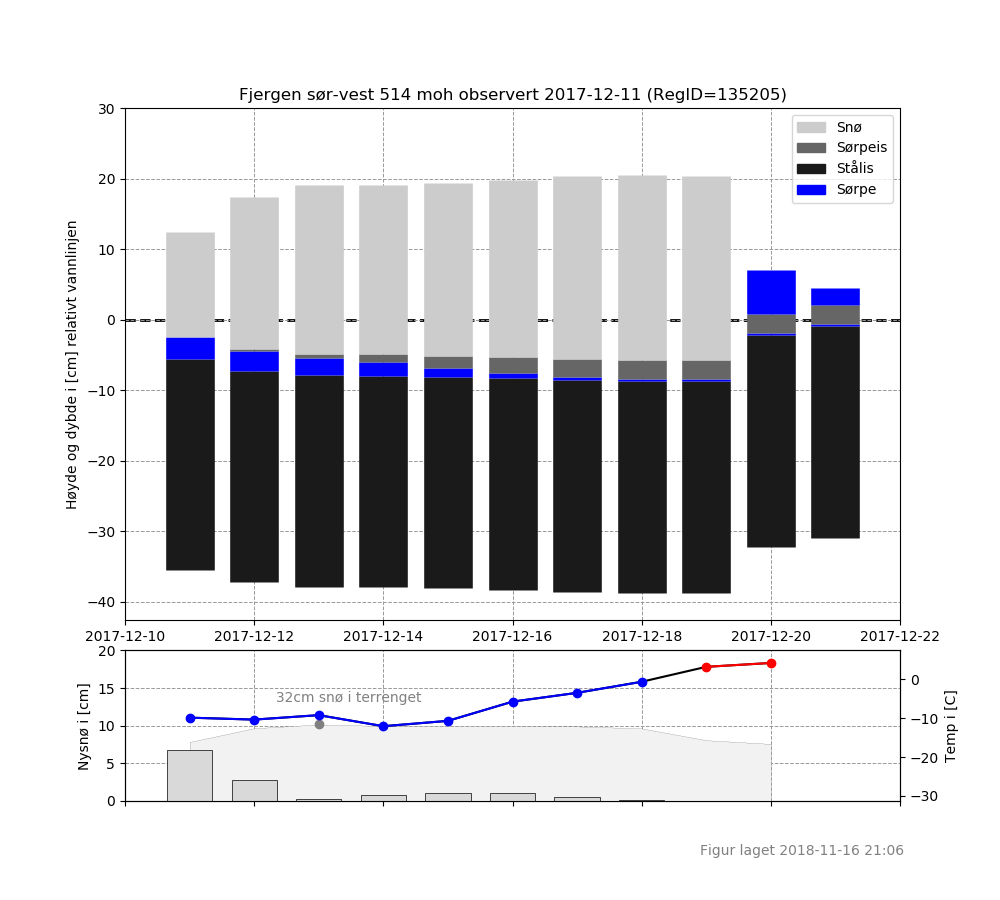 Fjergen sør-vest 514 moh observert 2017-12-11 (RegID=135205)
30
20
10
0
−10
−20
−30
−40
Høyde og dybde i [cm] relativt vannlinjen
Snø
Sørpeis
Stålis
Sørpe
2017-12-10
2017-12-12
2017-12-14
2017-12-16
2017-12-18
2017-12-20
2017-12-22
20
15
10
5
0
Nysnø i [cm]
32cm snø i terrenget
0
−10
−20
−30
Temp i [C]
Figur laget 2018-11-16 21:06